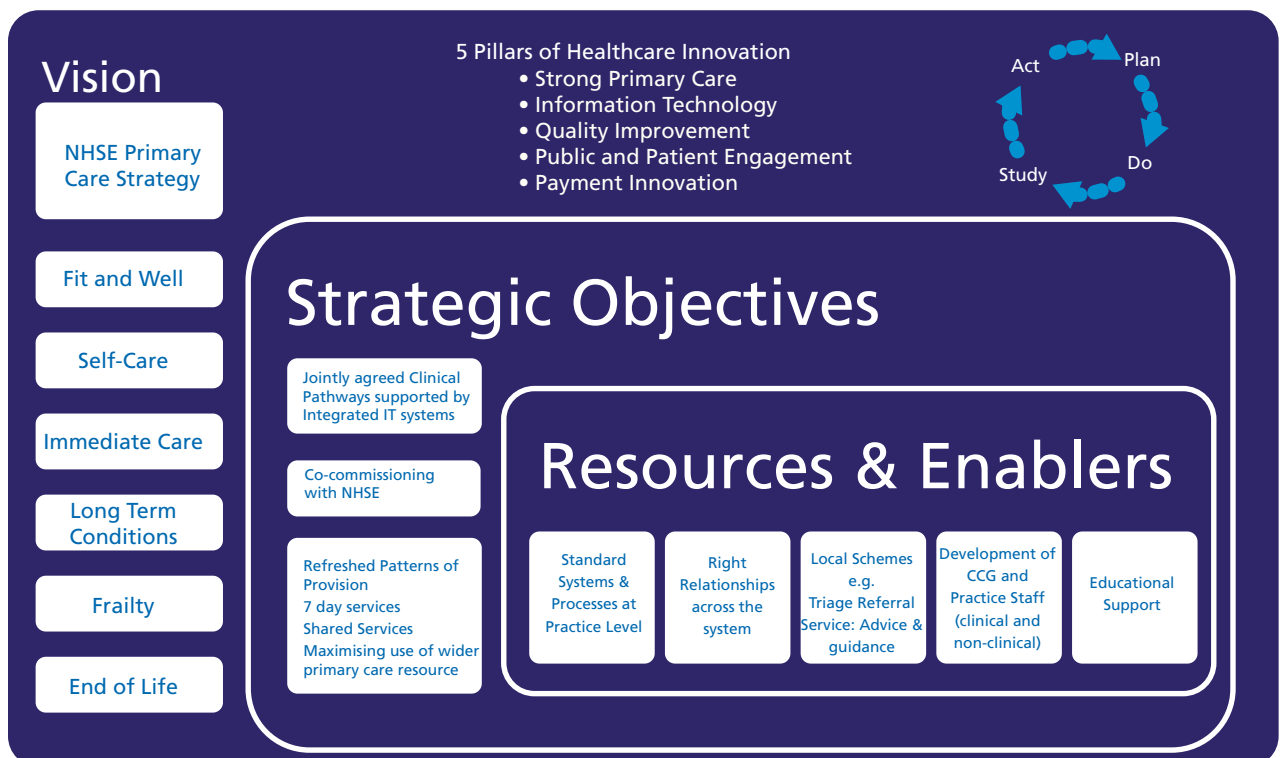 Vision
NHSE Primary
Care Strategy
Fit and Well
Self-Care
Immediate Care
Long Term
Conditions
Frailty
End of Life
5 Pillars of Healthcare Innovation
• Strong Primary Care
• Information Technology
• Quality Improvement
• Public and Patient Engagement
• Payment Innovation
Act
Plan
Do
Study
Strategic Objectives
Jointly agreed Clinical
Pathways supported by
Integrated IT systems
Co-commissioning
with NHSE
Refreshed Patterns of
Provision
7 day services
Shared Services
Maximising use of wider
primary care resource
Resources & Enablers
Standard
Systems &
Processes at
Practice Level
Right
Relationships
across the
system
Local Schemes
e.g.
Triage Referral
Service: Advice &
guidance
Development of
CCG and
Practice Staff
(clinical and
non-clinical)
Educational
Support